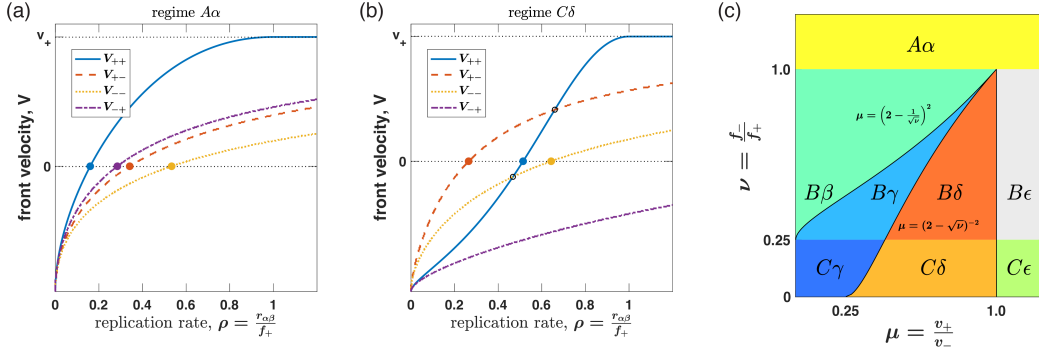 (a)
regime Aα
v₊
V₊₊
V₊₋
V₋₋
V₋₊
front velocity, V
0
0 0.2 0.4 0.6 0.8 1
replication rate, ρ = r_αβ/f₊
(b)
regime Cδ
v₊
V₊₊
V₊₋
V₋₋
V₋₊
front velocity, V
0
0 0.2 0.4 0.6 0.8 1
replication rate, ρ = r_αβ/f₊
(c)
Aα
1.0
μ = (2 − 1/√ν)²
ν = f₋/f₊
Bβ Bγ Bδ Bϵ
μ = (2 − √ν)⁻²
0.25
Cγ Cδ Cϵ
0
0.25 1.0
μ = v₊/v₋